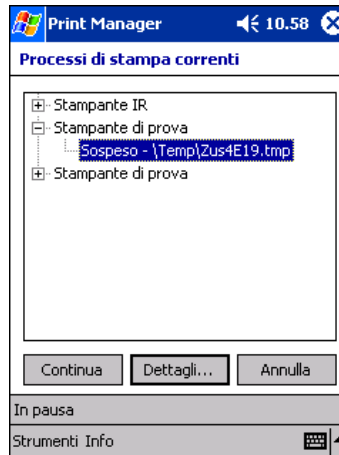 Print Manager 10.58
Processi di stampa correnti
Stampante IR
Stampante di prova
Sospeso - \Temp\Zus4E19.tmp
Stampante di prova
Continua Dettagli... Annulla
In pausa
Strumenti Info